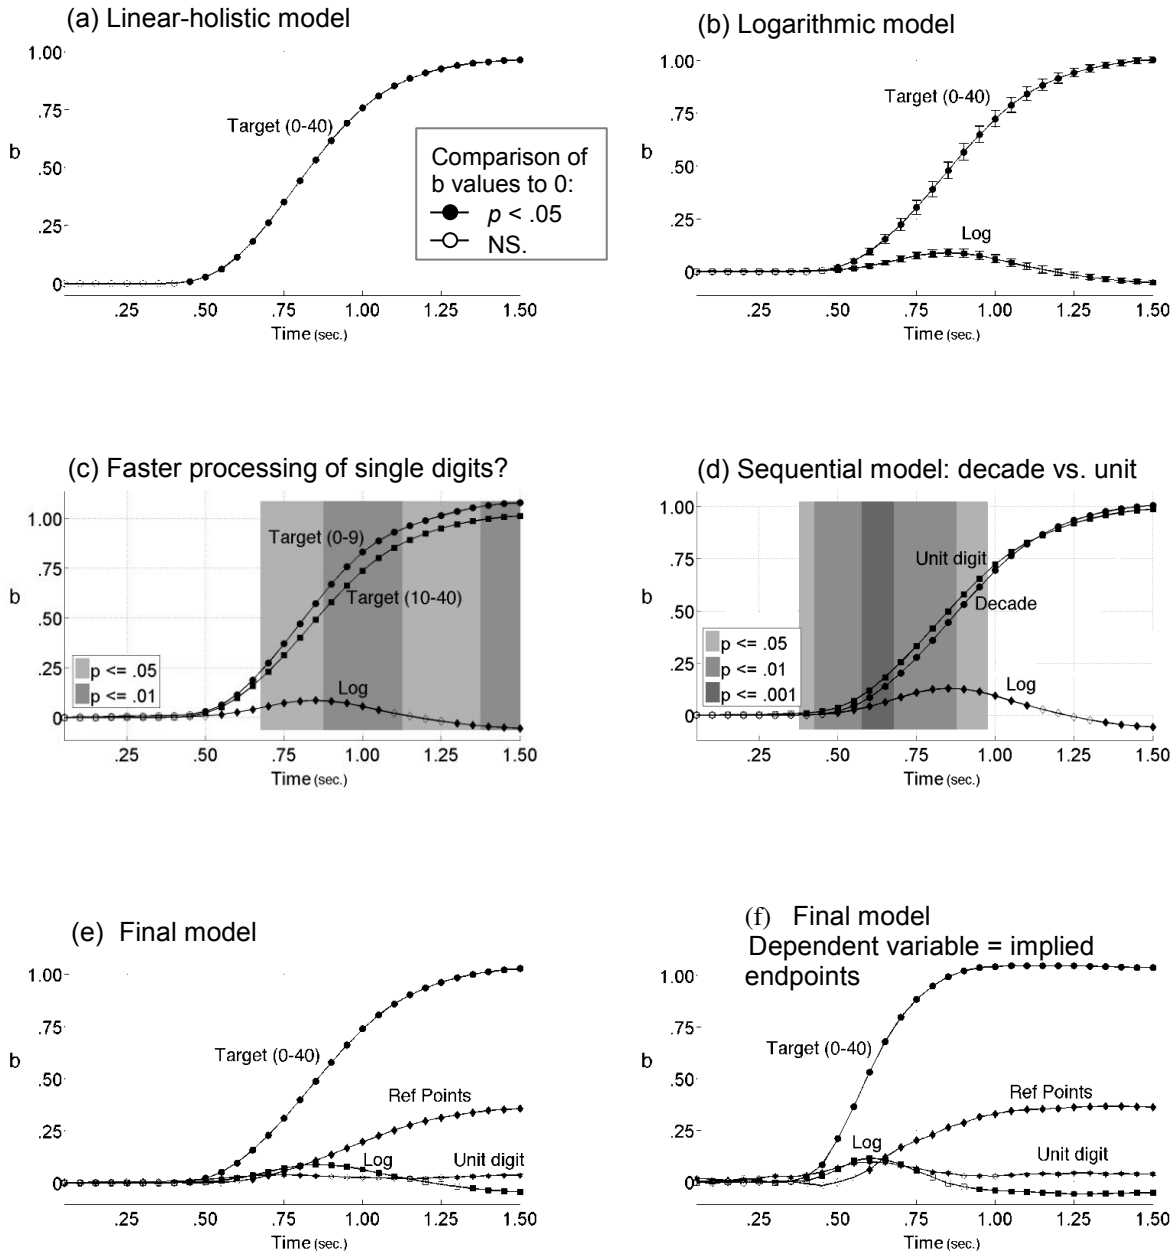 (a) Linear-holistic model
1.00
.75
b
.50
.25
0
Target (0-40)
Comparison of
b values to 0:
p < .05
NS.
.25 .50 .75 1.00 1.25 1.50
Time (sec.)
(b) Logarithmic model
1.00
.75
b
.50
.25
0
Target (0-40)
Log
.25 .50 .75 1.00 1.25 1.50
Time (sec.)
(c) Faster processing of single digits?
1.00
.75
b
.50
.25
0
Target (0-9)
Target (10-40)
Log
p <= .05
p <= .01
.25 .50 .75 1.00 1.25 1.50
Time (sec.)
(d) Sequential model: decade vs. unit
1.00
.75
b
.50
.25
0
Unit digit
Decade
Log
p <= .05
p <= .01
p <= .001
.25 .50 .75 1.00 1.25 1.50
Time (sec.)
(e) Final model
1.00
.75
b
.50
.25
0
Target (0-40)
Ref Points
Log
Unit digit
.25 .50 .75 1.00 1.25 1.50
Time (sec.)
(f) Final model
Dependent variable = implied
endpoints
1.00
.75
b
.50
.25
0
Target (0-40)
Ref Points
Log
Unit digit
.25 .50 .75 1.00 1.25 1.50
Time (sec.)